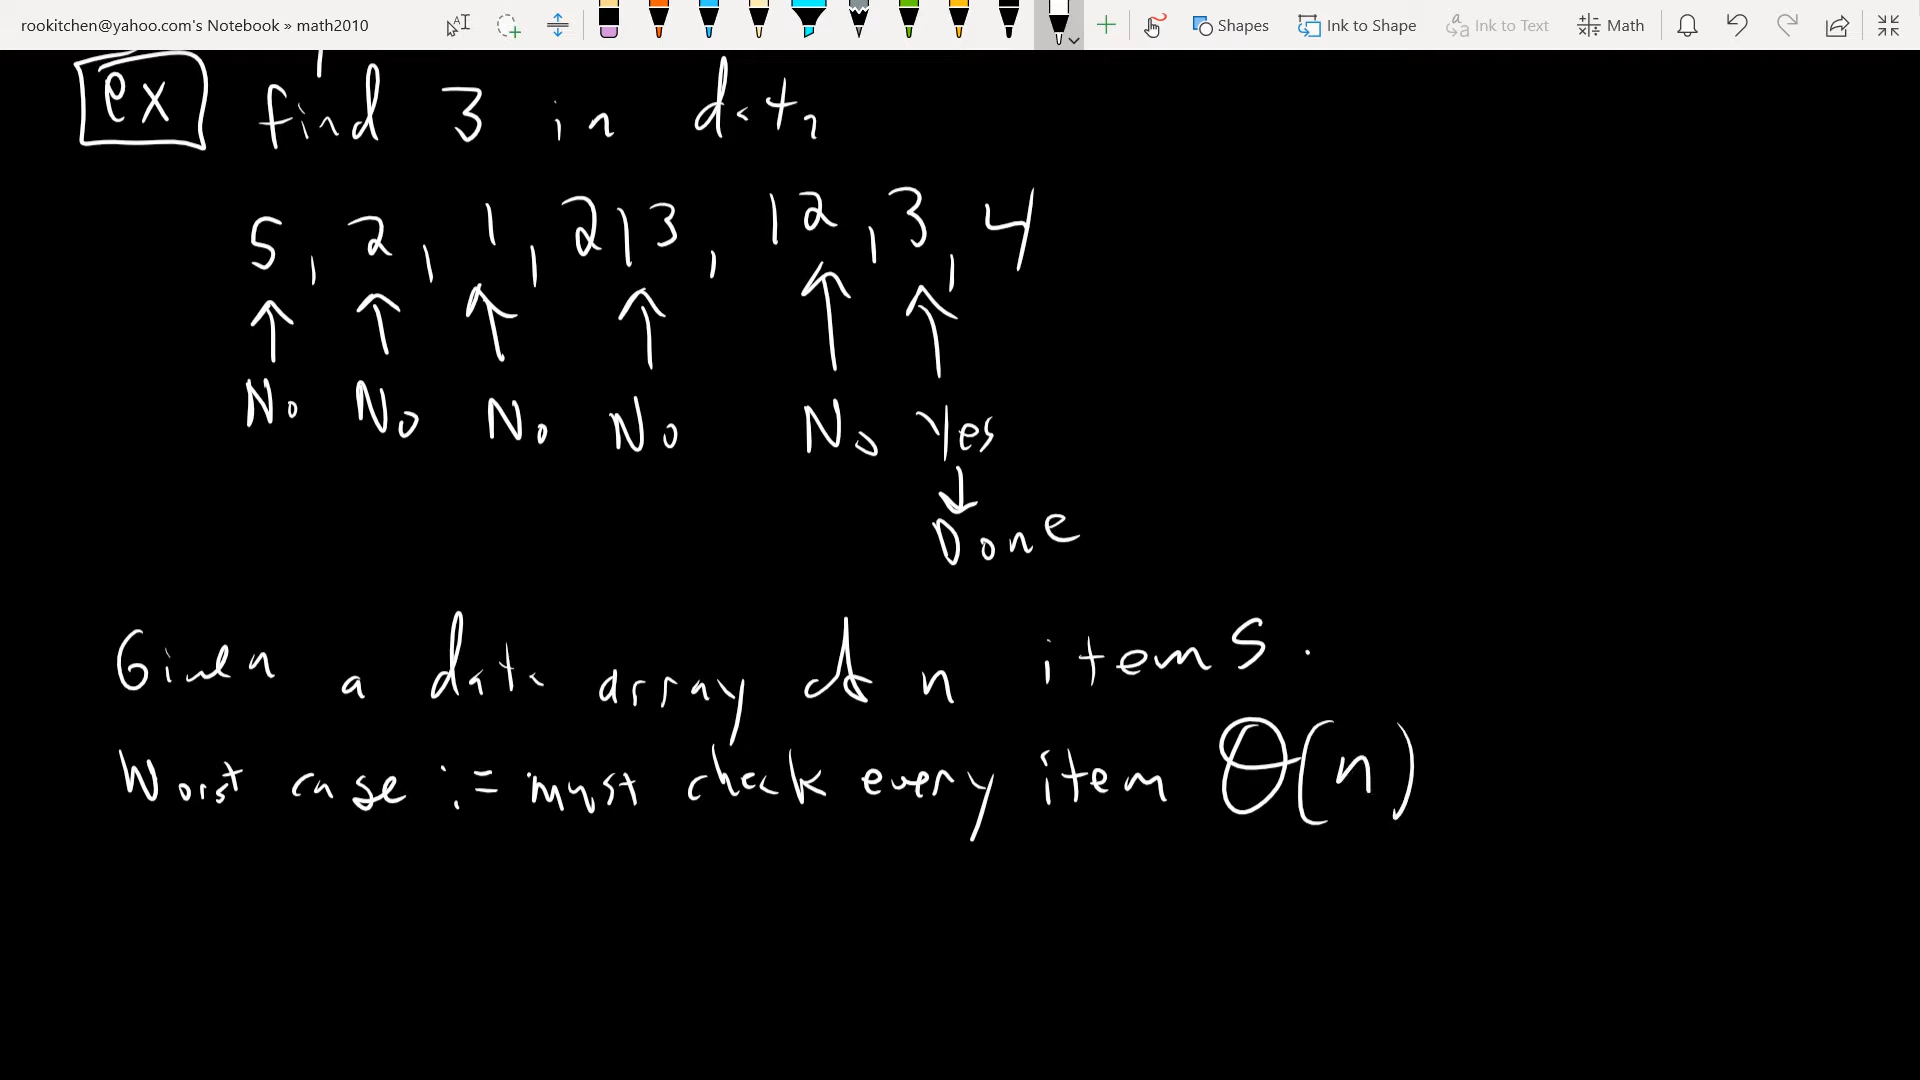 rookitchen@yahoo.com's Notebook » math2010
Shapes
Ink to Shape
Ink to Text
Math
ex find 3 in data
5, 2, 1, 213, 12, 3, 4
No No No No No Yes
Done
Given a data array of n items.
Worst case := must check every item O(n)